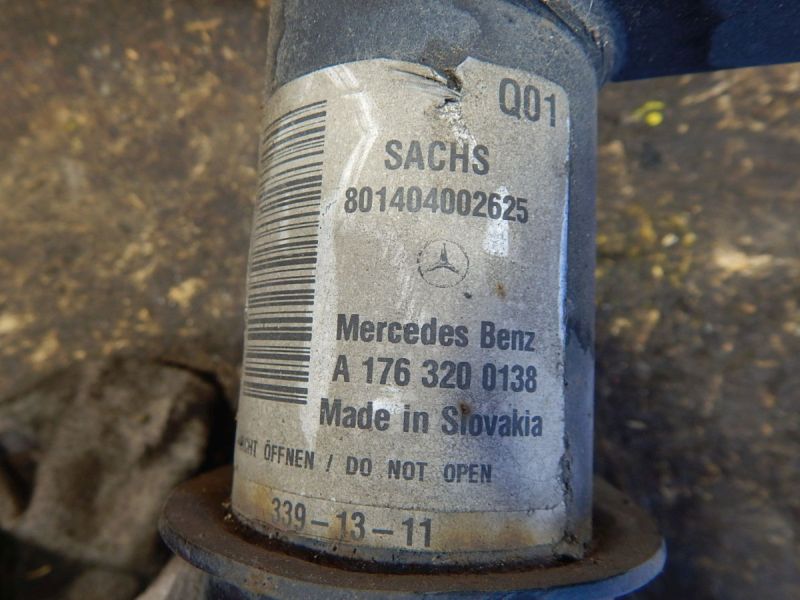 Q01
SACHS
801404002625
Mercedes Benz
A 176 320 0138
Made in Slovakia
ÖFFNEN / DO NOT OPEN
339-13-11